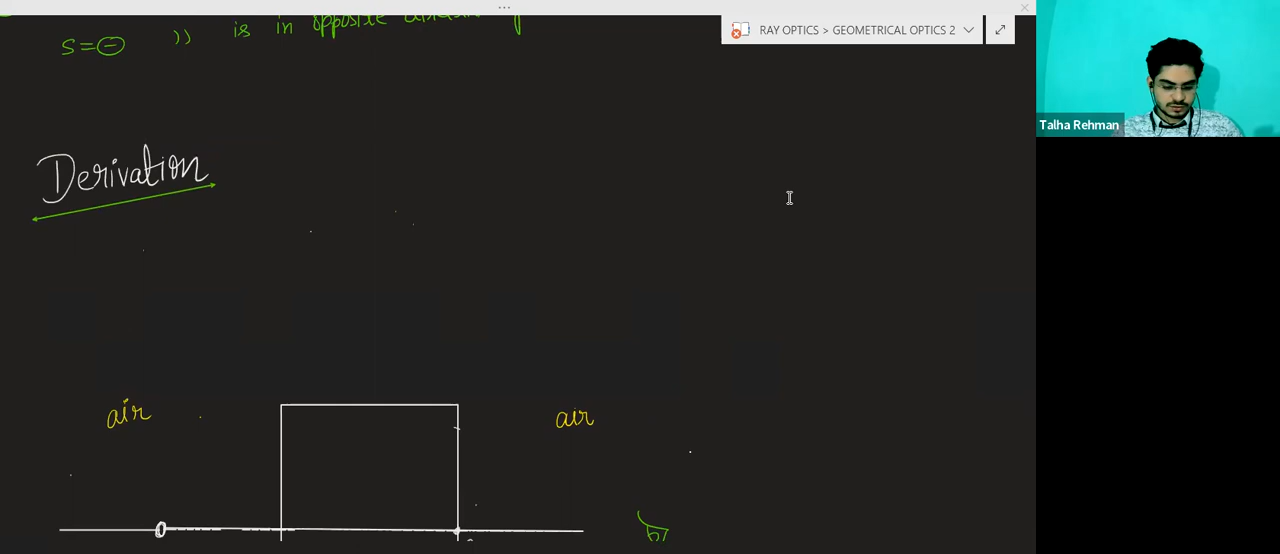 s = ⊖ )) is in opposite
RAY OPTICS > GEOMETRICAL OPTICS 2
Talha Rehman
Derivation
air
air
O